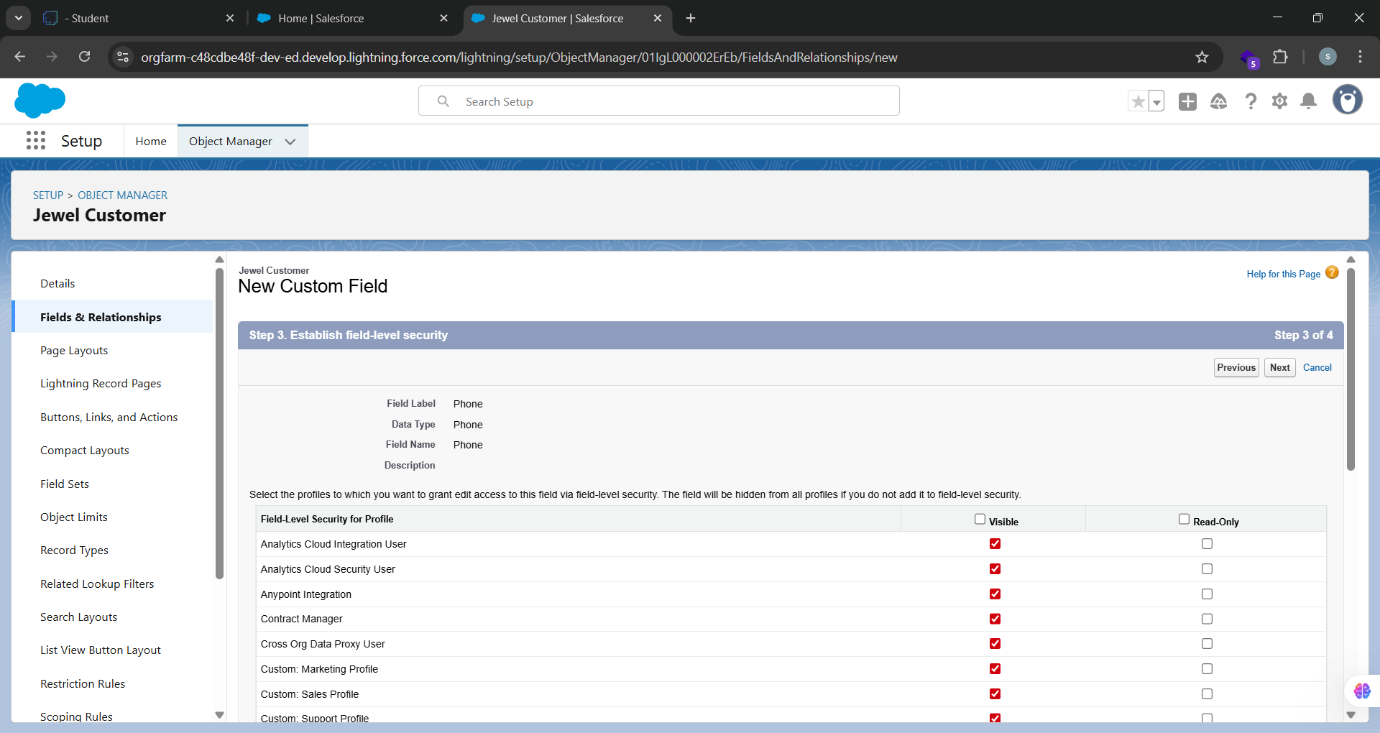 - Student
Home | Salesforce
Jewel Customer | Salesforce
orgfarm-c48cdbe48f-dev-ed.develop.lightning.force.com/lightning/setup/ObjectManager/01IgL000002ErEb/FieldsAndRelationships/new
5
S
Search Setup
Setup
Home
Object Manager
SETUP > OBJECT MANAGER
Jewel Customer
Details
Fields & Relationships
Page Layouts
Lightning Record Pages
Buttons, Links, and Actions
Compact Layouts
Field Sets
Object Limits
Record Types
Related Lookup Filters
Search Layouts
List View Button Layout
Restriction Rules
Scoping Rules
Jewel Customer
New Custom Field
Help for this Page ?
Step 3. Establish field-level security Step 3 of 4
Previous Next Cancel
Field Label Phone
Data Type Phone
Field Name Phone
Description
Select the profiles to which you want to grant edit access to this field via field-level security. The field will be hidden from all profiles if you do not add it to field-level security.
Field-Level Security for Profile Visible Read-Only
Analytics Cloud Integration User
Analytics Cloud Security User
Anypoint Integration
Contract Manager
Cross Org Data Proxy User
Custom: Marketing Profile
Custom: Sales Profile
Custom: Support Profile